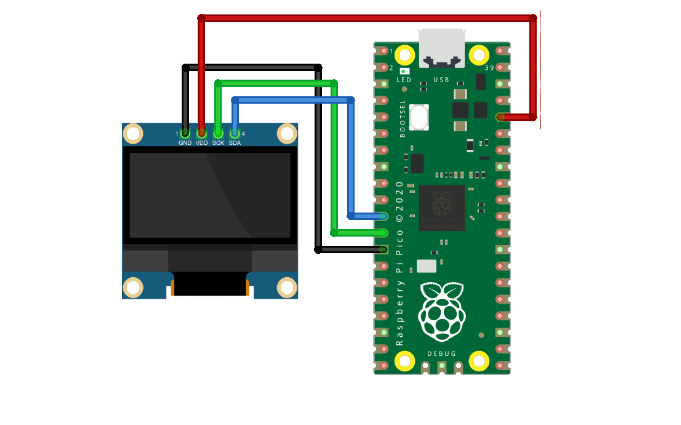 1 4
GND VDD SCK SDA
1
2 39
LED USB
BOOTSEL
Raspberry Pi Pico ©2020
DEBUG